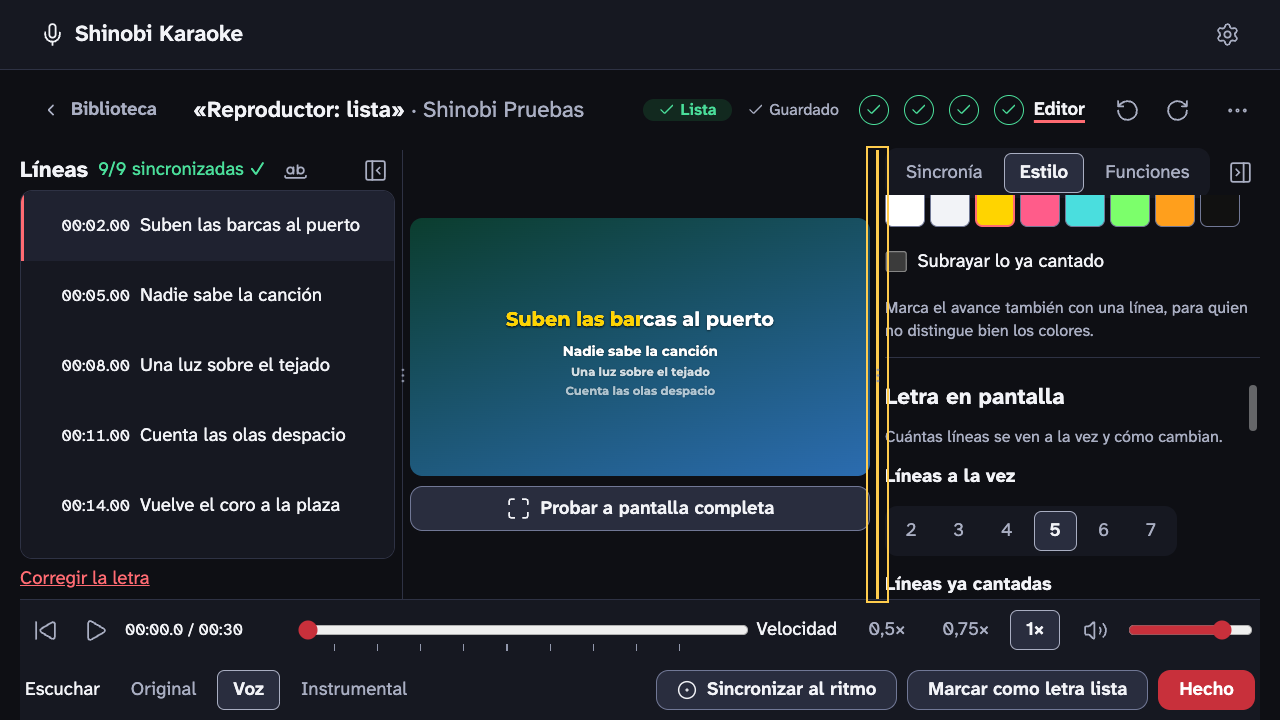 Shinobi Karaoke
Biblioteca
«Reproductor: lista» · Shinobi Pruebas
Lista
Guardado
Editor
Líneas 9/9 sincronizadas
ab
Sincronía
Estilo
Funciones
00:02.00 Suben las barcas al puerto
00:05.00 Nadie sabe la canción
00:08.00 Una luz sobre el tejado
00:11.00 Cuenta las olas despacio
00:14.00 Vuelve el coro a la plaza
Corregir la letra
Suben las barcas al puerto
Nadie sabe la canción
Una luz sobre el tejado
Cuenta las olas despacio
Probar a pantalla completa
Subrayar lo ya cantado
Marca el avance también con una línea, para quien
no distingue bien los colores.
Letra en pantalla
Cuántas líneas se ven a la vez y cómo cambian.
Líneas a la vez
2 3 4 5 6 7
Líneas ya cantadas
00:00.0 / 00:30
Velocidad
0,5× 0,75× 1×
Escuchar
Original
Voz
Instrumental
Sincronizar al ritmo
Marcar como letra lista
Hecho